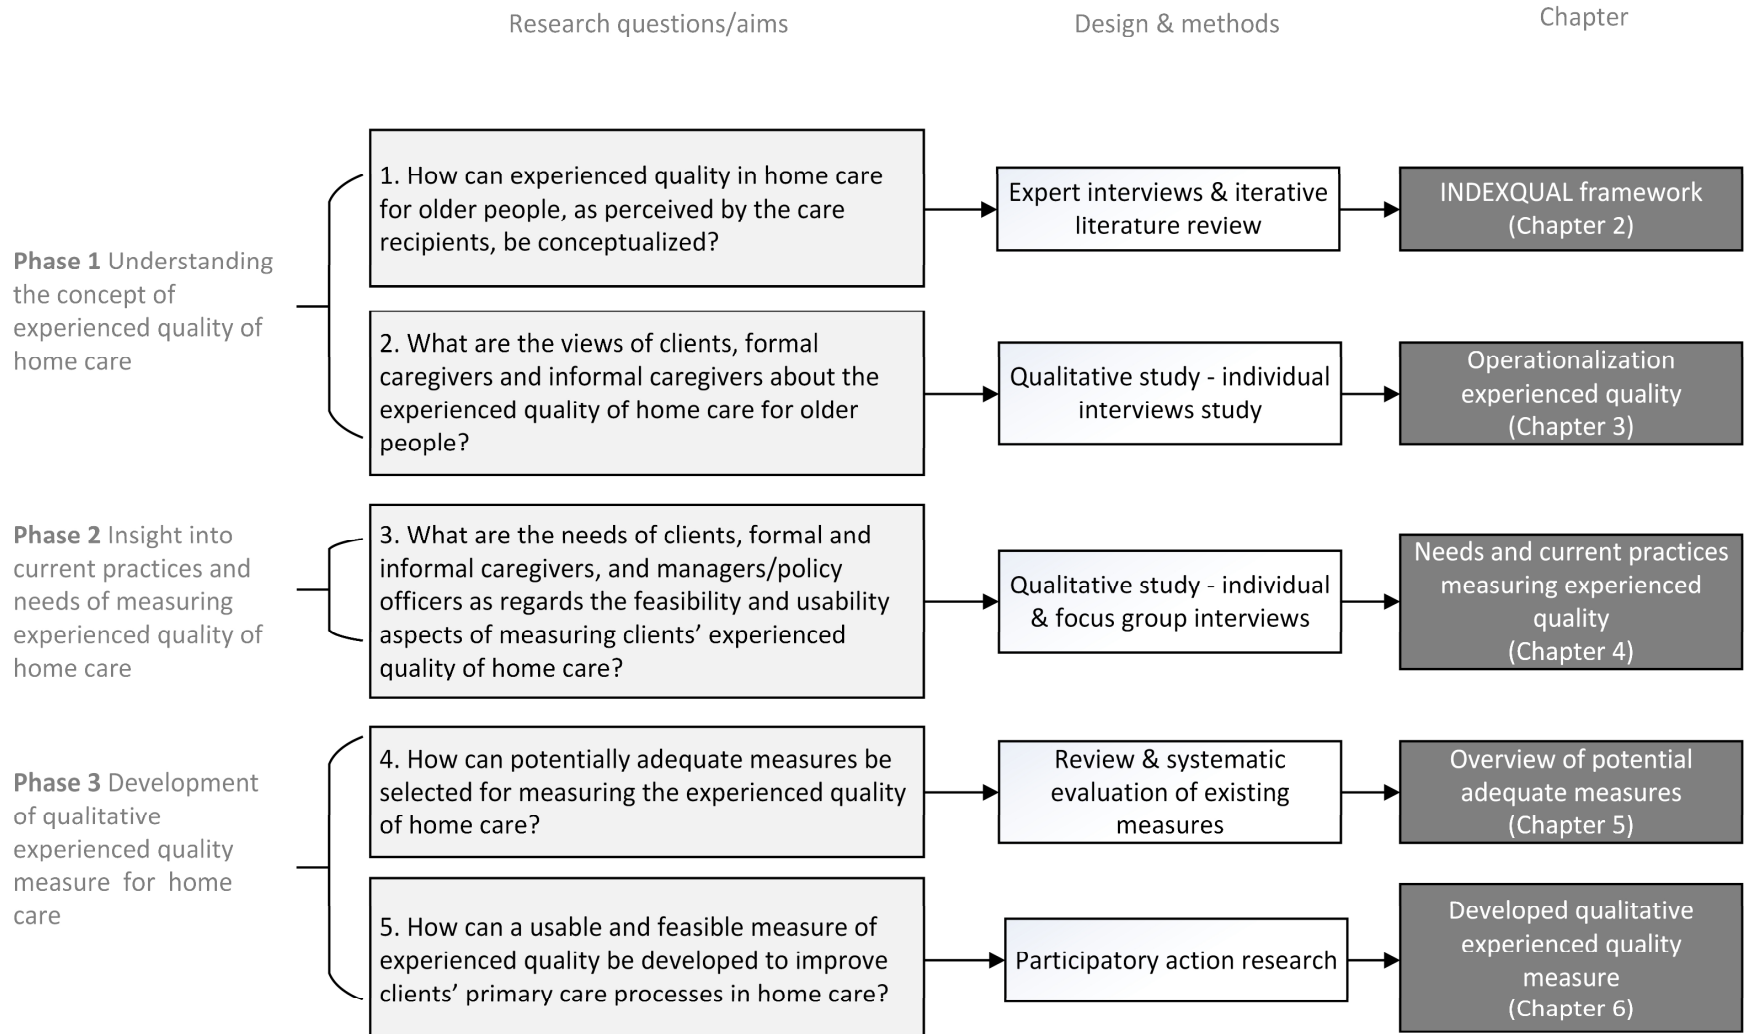 Research questions/aims
Design & methods
Chapter
Phase 1 Understanding
the concept of
experienced quality of
home care
1. How can experienced quality in home care
for older people, as perceived by the care
recipients, be conceptualized?
Expert interviews & iterative
literature review
INDEXQUAL framework
(Chapter 2)
2. What are the views of clients, formal
caregivers and informal caregivers about the
experienced quality of home care for older
people?
Qualitative study - individual
interviews study
Operationalization
experienced quality
(Chapter 3)
Phase 2 Insight into
current practices and
needs of measuring
experienced quality of
home care
3. What are the needs of clients, formal and
informal caregivers, and managers/policy
officers as regards the feasibility and usability
aspects of measuring clients’ experienced
quality of home care?
Qualitative study - individual
& focus group interviews
Needs and current practices
measuring experienced
quality
(Chapter 4)
Phase 3 Development
of qualitative
experienced quality
measure for home
care
4. How can potentially adequate measures be
selected for measuring the experienced quality
of home care?
Review & systematic
evaluation of existing
measures
Overview of potential
adequate measures
(Chapter 5)
5. How can a usable and feasible measure of
experienced quality be developed to improve
clients’ primary care processes in home care?
Participatory action research
Developed qualitative
experienced quality
measure
(Chapter 6)